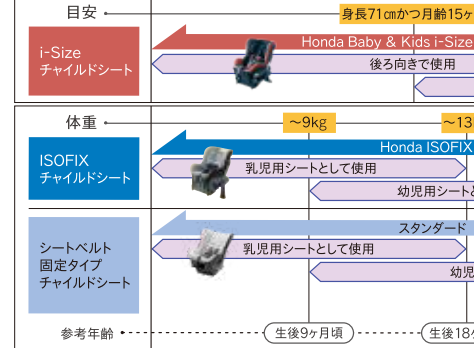 目安
身長71㎝かつ月齢15ヶ
Honda Baby & Kids i-Size
i-Size
チャイルドシート
後ろ向きで使用
体重
～9kg
～13
Honda ISOFIX
ISOFIX
チャイルドシート
乳児用シートとして使用
幼児用シートと
スタンダード
シートベルト
固定タイプ
チャイルドシート
乳児用シートとして使用
幼児
参考年齢
生後9ヶ月頃
生後18ヶ